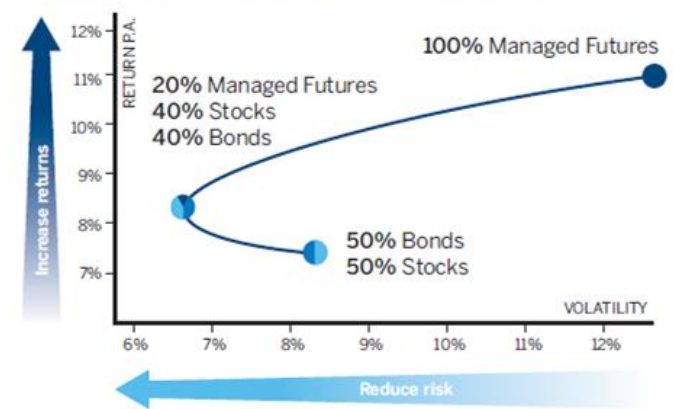 12%
11%
10%
9%
8%
7%
RETURN P.A.
Increase returns
100% Managed Futures
20% Managed Futures
40% Stocks
40% Bonds
50% Bonds
50% Stocks
VOLATILITY
6% 7% 8% 9% 10% 11% 12%
Reduce risk